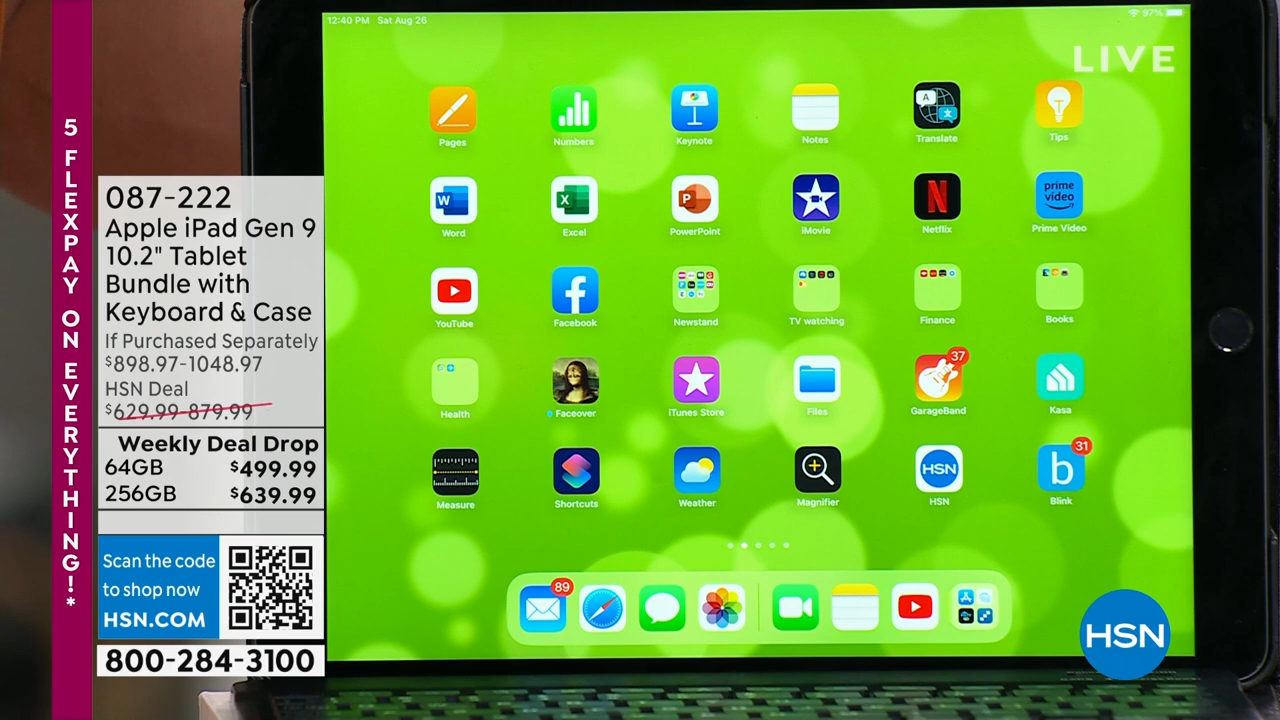 5 FLEXPAY ON EVERYTHING!*
087-222
Apple iPad Gen 9
10.2" Tablet
Bundle with
Keyboard & Case
If Purchased Separately
$898.97-1048.97
HSN Deal
$629.99-879.99
Weekly Deal Drop
64GB $499.99
256GB $639.99
Scan the code
to shop now
HSN.COM
800-284-3100
12:40 PM Sat Aug 26
97%
LIVE
Pages Numbers Keynote Notes Translate Tips
W X P prime video
Word Excel PowerPoint iMovie Netflix Prime Video
YouTube Facebook Newstand TV watching Finance Books
37
Health Faceover iTunes Store Files GarageBand Kasa
HSN b 31
Measure Shortcuts Weather Magnifier HSN Blink
89
HSN